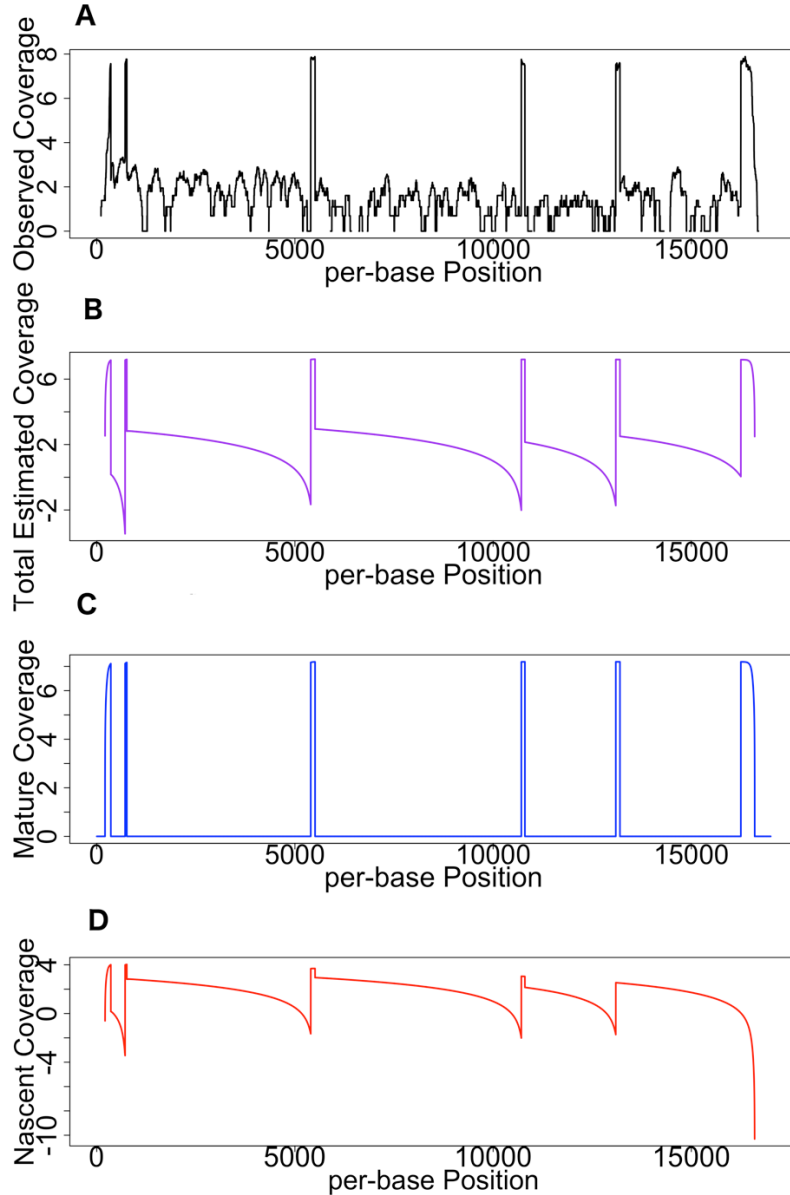 A
Observed Coverage
8
6
4
2
0
0 5000 10000 15000
per-base Position
B
Total Estimated Coverage
6
2
-2
0 5000 10000 15000
per-base Position
C
Mature Coverage
6
4
2
0
0 5000 10000 15000
per-base Position
D
Nascent Coverage
4
0
-4
-10
0 5000 10000 15000
per-base Position